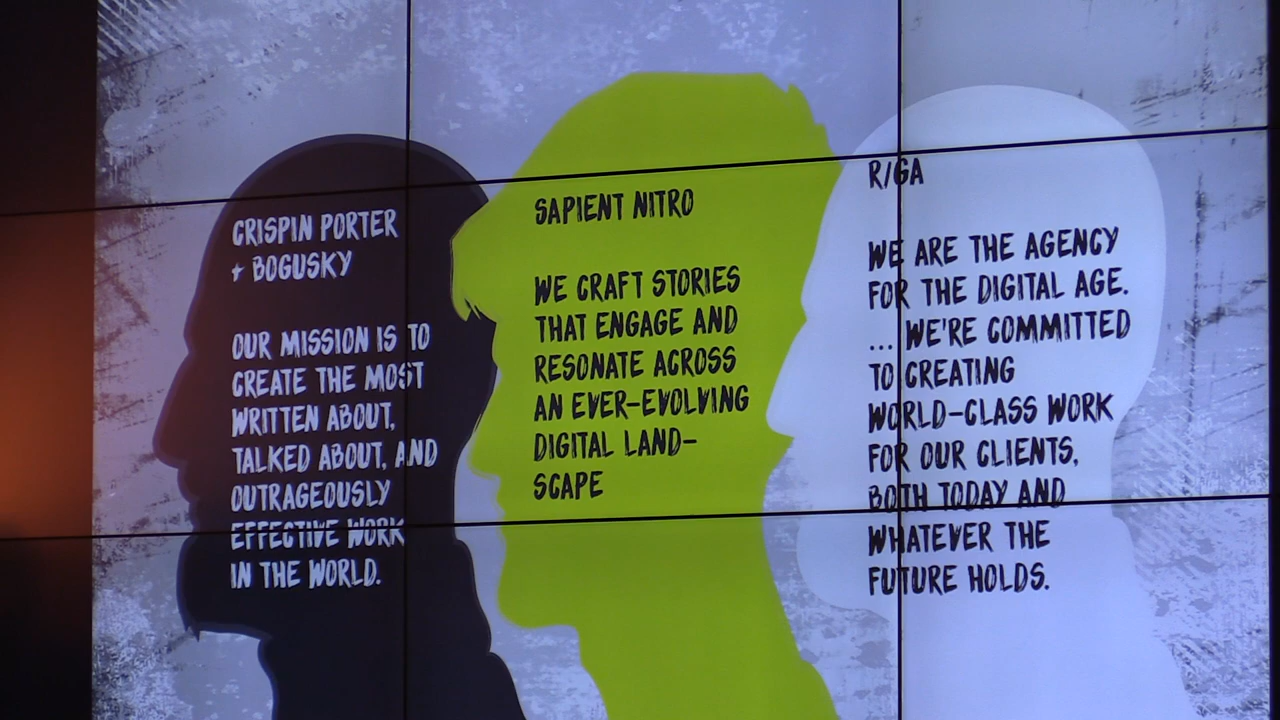 CRISPIN PORTER
+ BOGUSKY
OUR MISSION IS TO
CREATE THE MOST
WRITTEN ABOUT,
TALKED ABOUT, AND
OUTRAGEOUSLY
EFFECTIVE WORK
IN THE WORLD.
SAPIENT NITRO
WE CRAFT STORIES
THAT ENGAGE AND
RESONATE ACROSS
AN EVER-EVOLVING
DIGITAL LAND-
SCAPE
R/GA
WE ARE THE AGENCY
FOR THE DIGITAL AGE.
... WE'RE COMMITTED
TO CREATING
WORLD-CLASS WORK
FOR OUR CLIENTS,
BOTH TODAY AND
WHATEVER THE
FUTURE HOLDS.